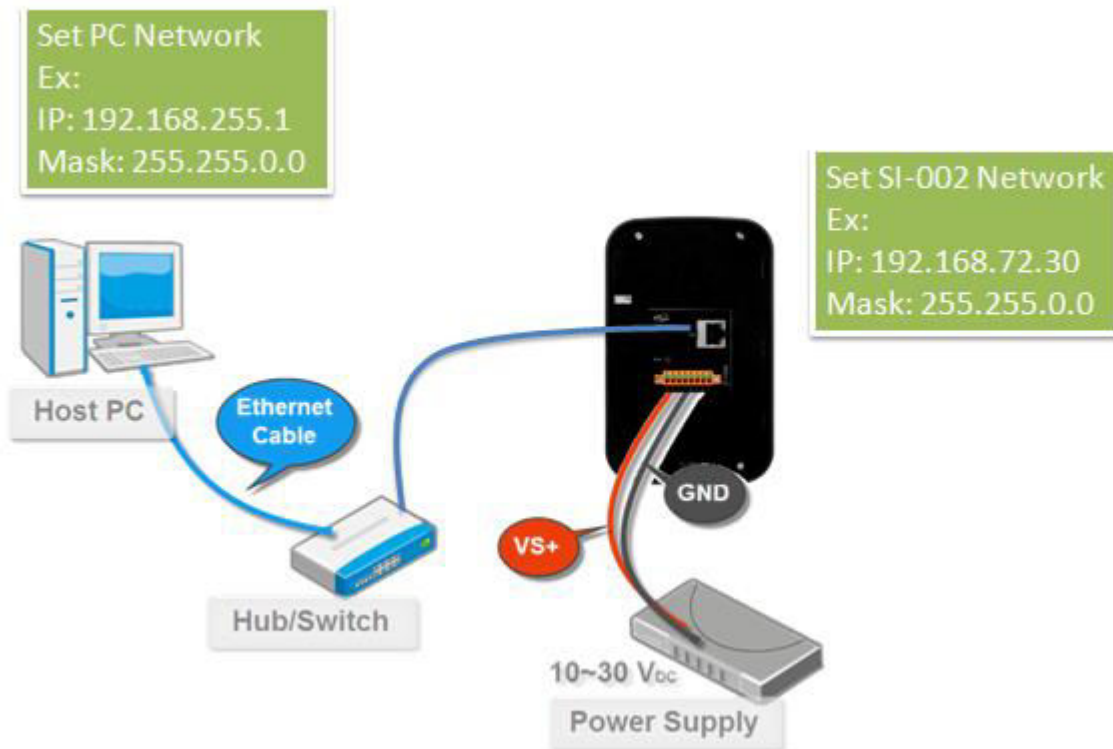 Set PC Network
Ex:
IP: 192.168.255.1
Mask: 255.255.0.0
Set SI-002 Network
Ex:
IP: 192.168.72.30
Mask: 255.255.0.0
Host PC
Ethernet
Cable
Hub/Switch
GND
VS+
10~30 VDC
Power Supply